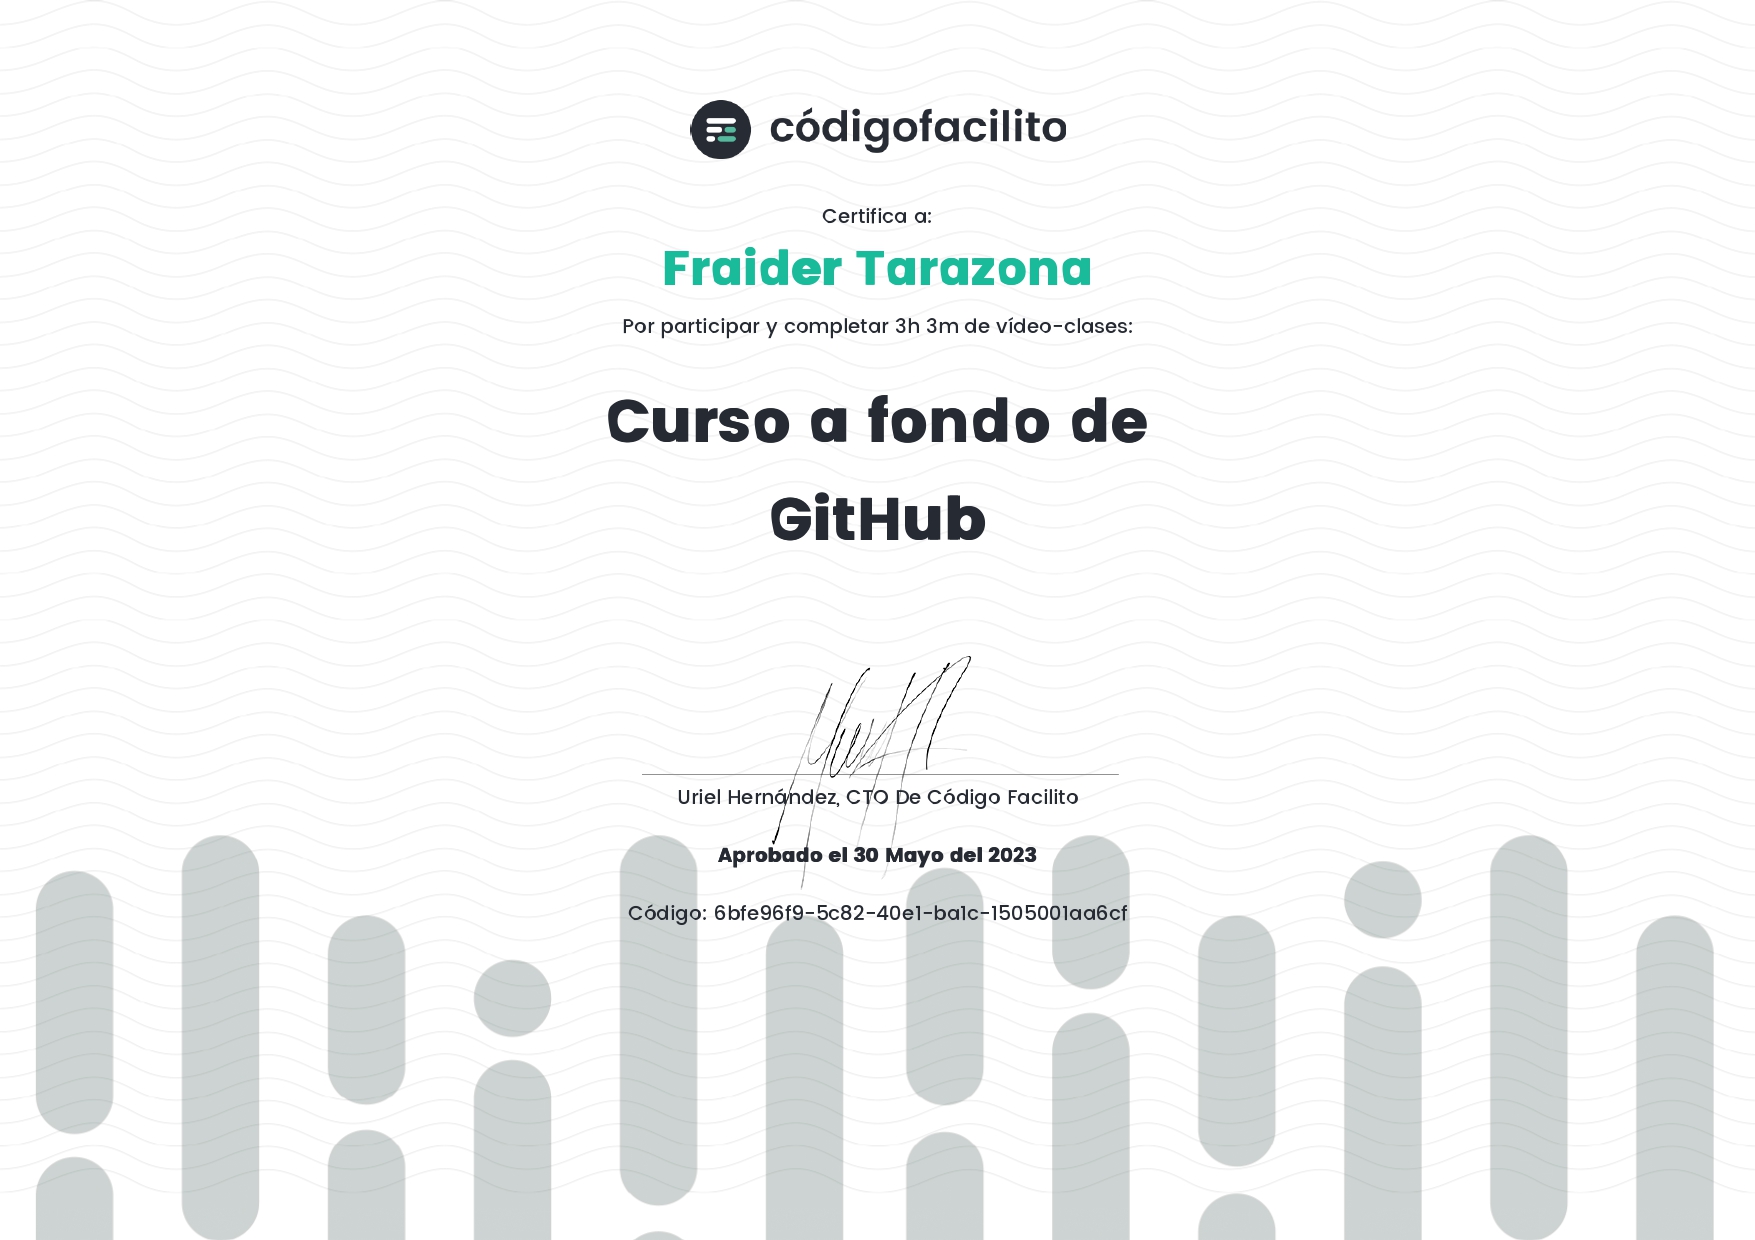 códigofacilito
Certifica a:
Fraider Tarazona
Por participar y completar 3h 3m de vídeo-clases:
Curso a fondo de
GitHub
Uriel Hernández, CTO De Código Facilito
Aprobado el 30 Mayo del 2023
Código: 6bfe96f9-5c82-40e1-ba1c-1505001aa6cf